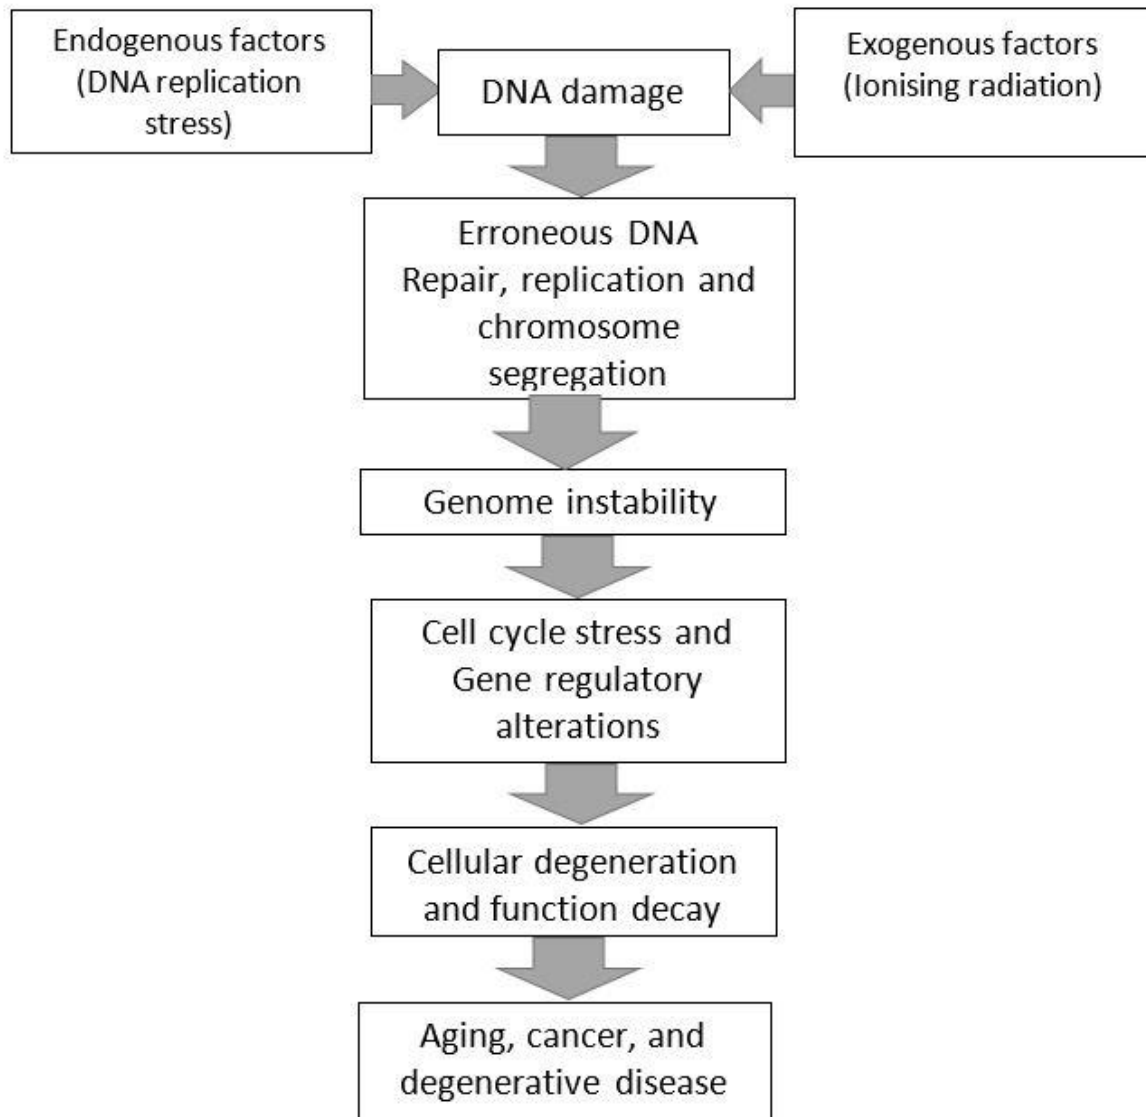 Endogenous factors
(DNA replication
stress)
DNA damage
Exogenous factors
(Ionising radiation)
Erroneous DNA
Repair, replication and
chromosome
segregation
Genome instability
Cell cycle stress and
Gene regulatory
alterations
Cellular degeneration
and function decay
Aging, cancer, and
degenerative disease